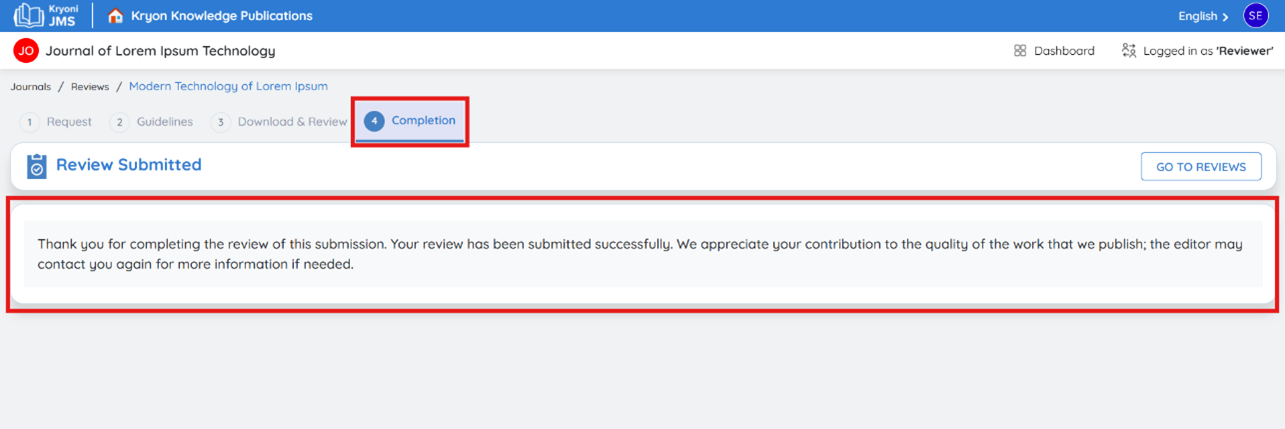 Kryoni
JMS
Kryon Knowledge Publications
English >
SE
JO
Journal of Lorem Ipsum Technology
Dashboard
Logged in as 'Reviewer'
Journals / Reviews / Modern Technology of Lorem Ipsum
1 Request 2 Guidelines 3 Download & Review 4 Completion
Review Submitted
GO TO REVIEWS
Thank you for completing the review of this submission. Your review has been submitted successfully. We appreciate your contribution to the quality of the work that we publish; the editor may
contact you again for more information if needed.